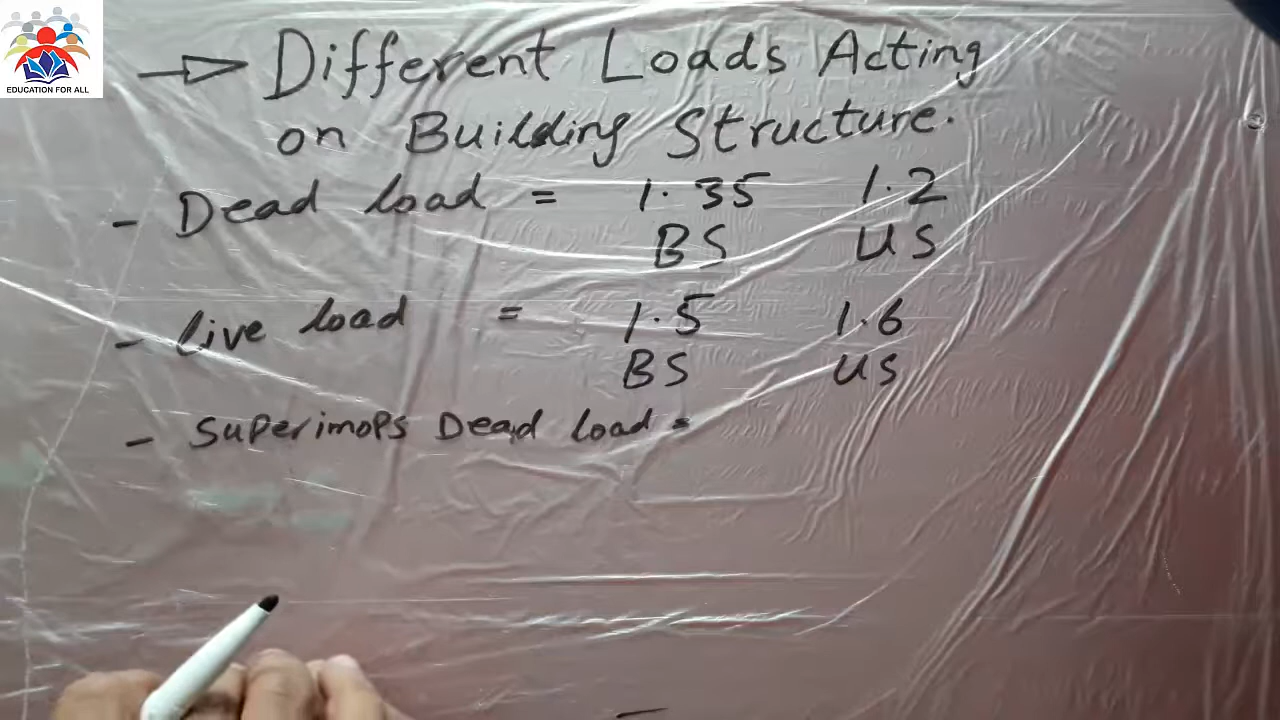 EDUCATION FOR ALL
Different Loads Acting
on Building Structure.
- Dead load = 1.35 1.2
BS US
- live load = 1.5 1.6
BS US
- Superimops Dead load =